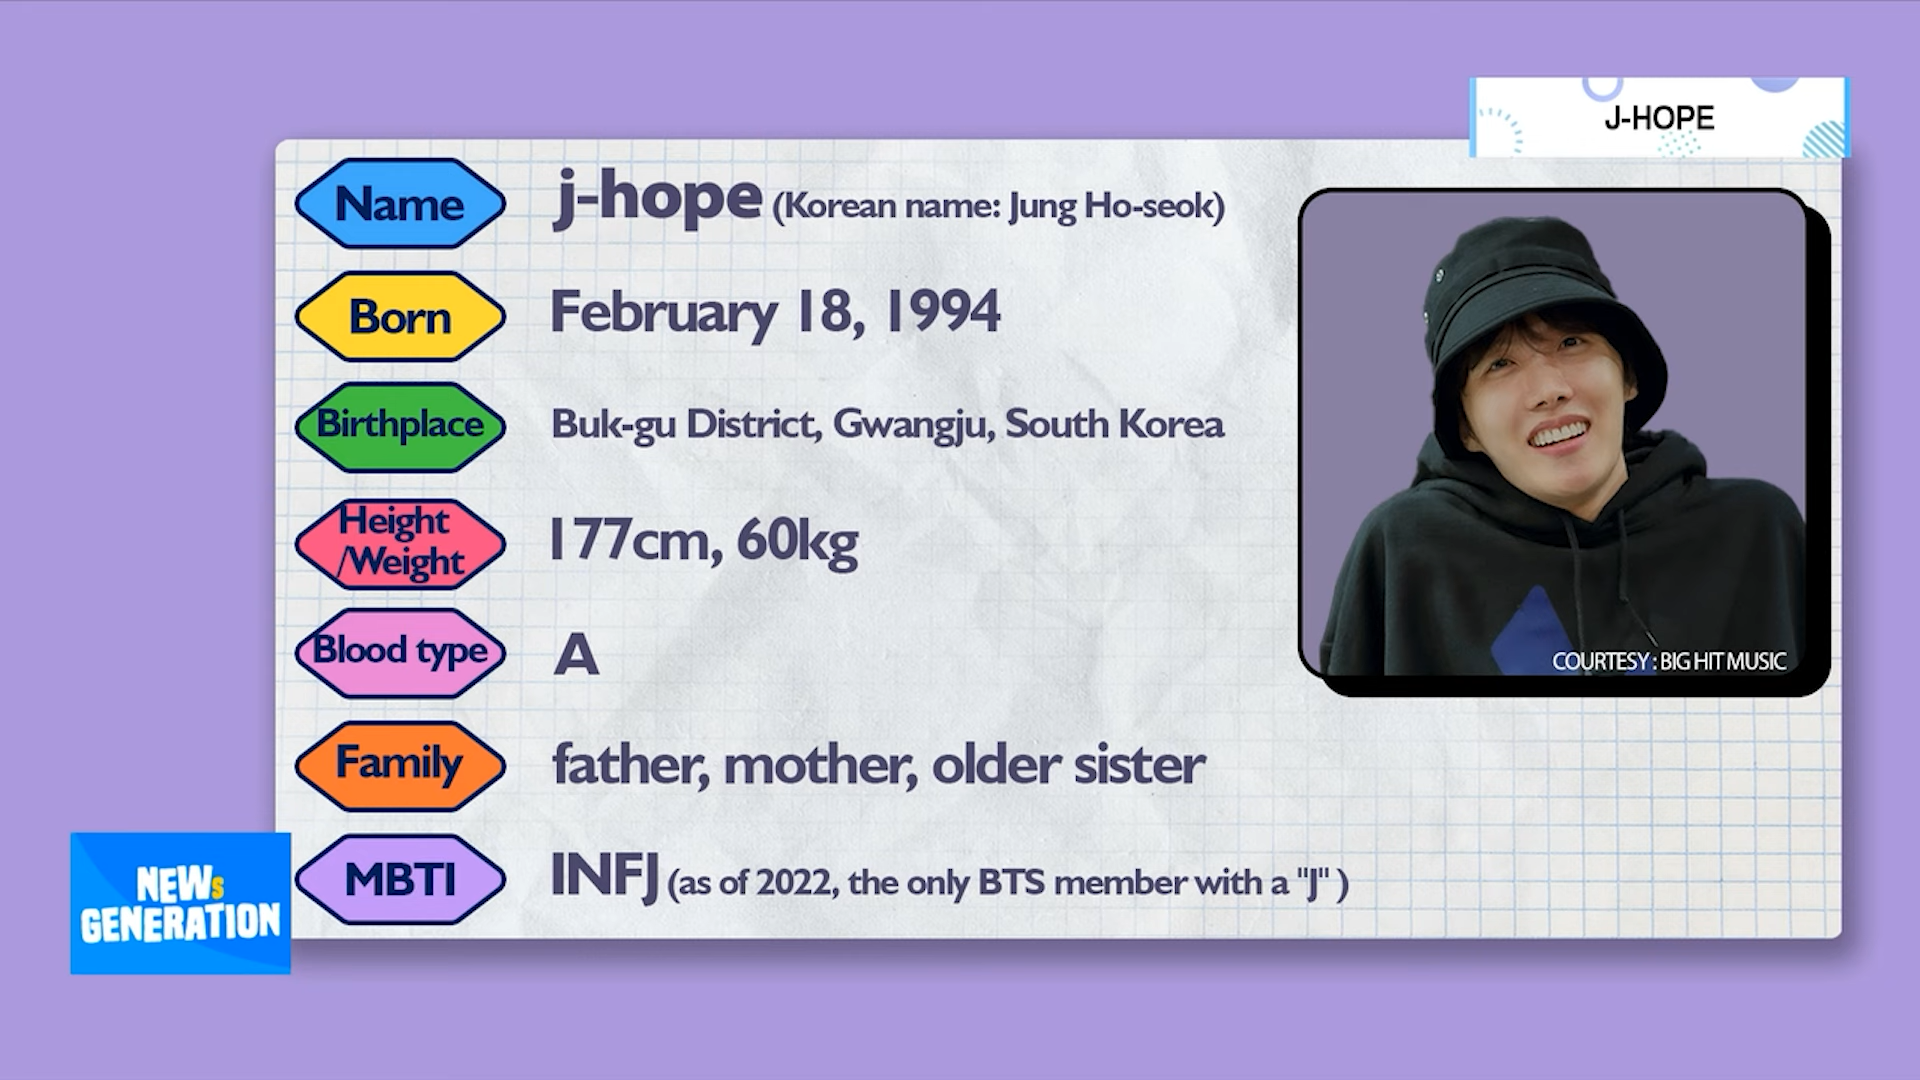 J-HOPE
Name
j-hope (Korean name: Jung Ho-seok)
Born
February 18, 1994
Birthplace
Buk-gu District, Gwangju, South Korea
Height
/Weight
177cm, 60kg
Blood type
A
Family
father, mother, older sister
MBTI
INFJ (as of 2022, the only BTS member with a "J" )
COURTESY : BIG HIT MUSIC
NEWs
GENERATION